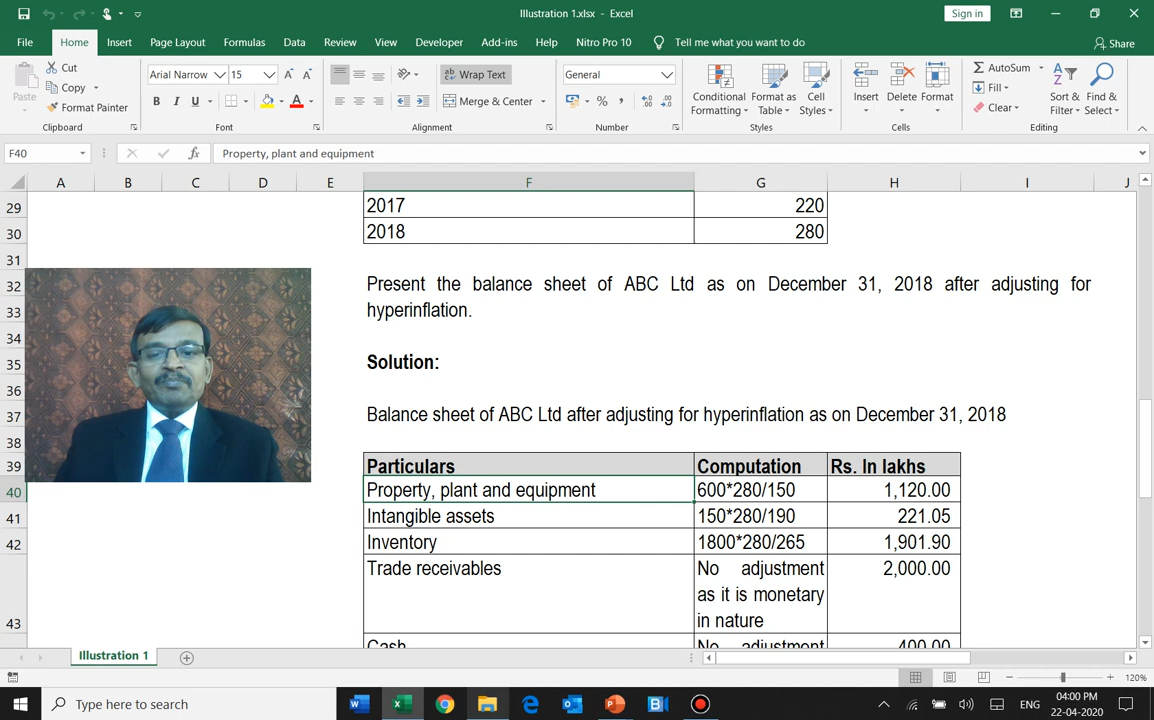 Illustration 1.xlsx - Excel
Sign in
File Home Insert Page Layout Formulas Data Review View Developer Add-ins Help Nitro Pro 10 Tell me what you want to do Share
Paste
Cut
Copy
Format Painter
Clipboard
Arial Narrow 15
B I U
Font
Wrap Text
Merge & Center
Alignment
General
Number
Conditional Formatting
Format as Table
Cell Styles
Styles
Insert Delete Format
Cells
AutoSum
Fill
Clear
Sort & Filter
Find & Select
Editing
F40 fx Property, plant and equipment
A B C D E F G H I J
29 2017 220
30 2018 280
31
32 Present the balance sheet of ABC Ltd as on December 31, 2018 after adjusting for
33 hyperinflation.
34
35 Solution:
36
37 Balance sheet of ABC Ltd after adjusting for hyperinflation as on December 31, 2018
38
39 Particulars Computation Rs. In lakhs
40 Property, plant and equipment 600*280/150 1,120.00
41 Intangible assets 150*280/190 221.05
42 Inventory 1800*280/265 1,901.90
Trade receivables No adjustment 2,000.00
as it is monetary
43 in nature
Cash No adjustment 400.00
Illustration 1
120%
Type here to search
ENG
04:00 PM
22-04-2020